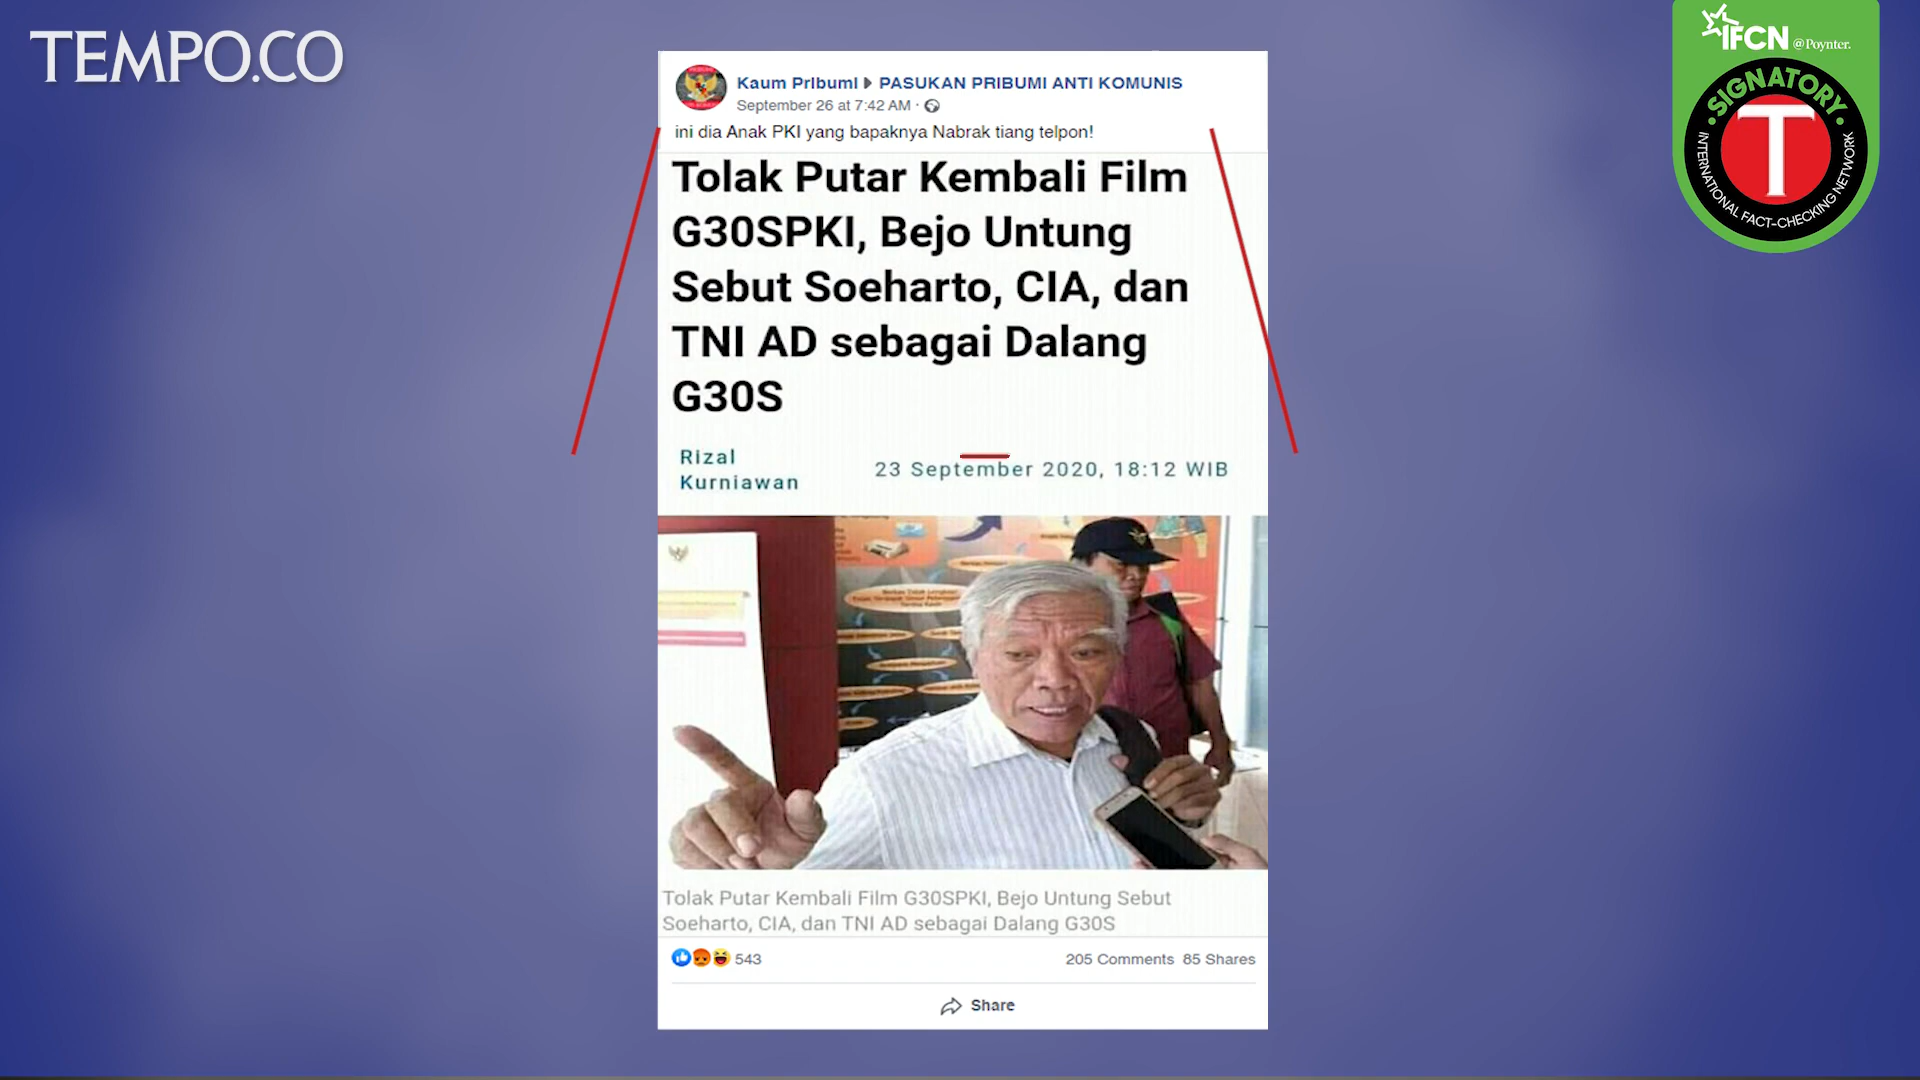 TEMPO.CO
IFCN @Poynter.
SIGNATORY
T
INTERNATIONAL FACT-CHECKING NETWORK
Kaum PrIbumI PASUKAN PRIBUMI ANTI KOMUNIS
September 26 at 7:42 AM ·
ini dia Anak PKI yang bapaknya Nabrak tiang telpon!
Tolak Putar Kembali Film
G30SPKI, Bejo Untung
Sebut Soeharto, CIA, dan
TNI AD sebagai Dalang
G30S
Rizal
Kurniawan
23 September 2020, 18:12 WIB
Tolak Putar Kembali Film G30SPKI, Bejo Untung Sebut
Soeharto, CIA, dan TNI AD sebagai Dalang G30S
543
205 Comments 85 Shares
Share